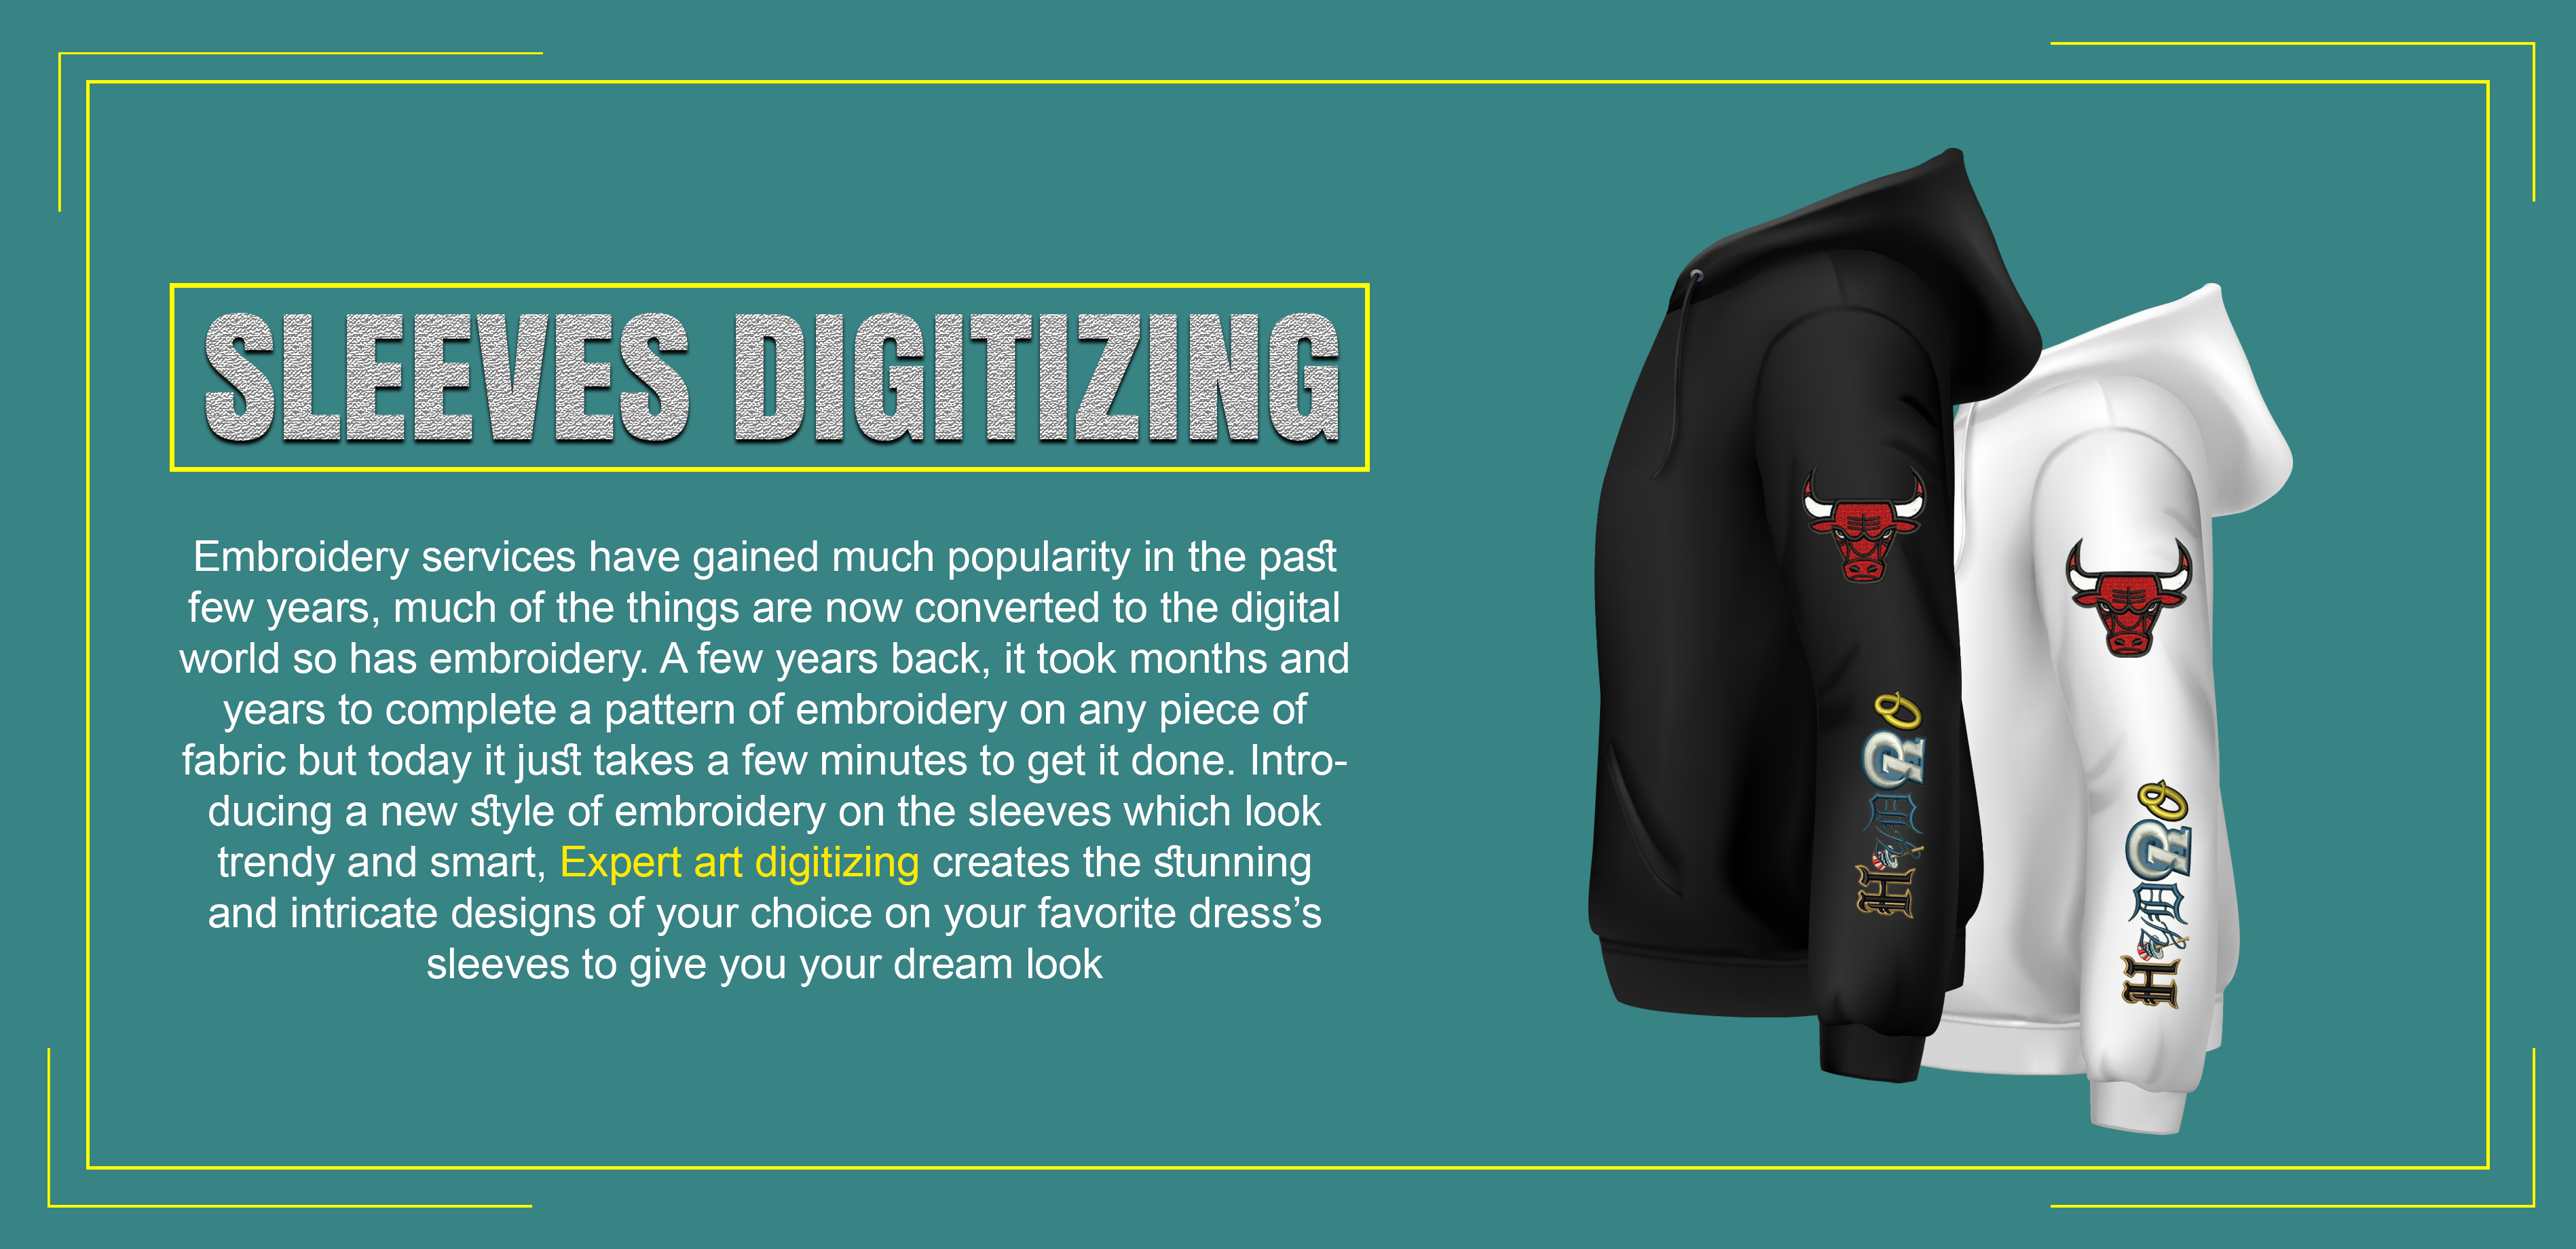 SLEEVES DIGITIZING
Embroidery services have gained much popularity in the past
few years, much of the things are now converted to the digital
world so has embroidery. A few years back, it took months and
years to complete a pattern of embroidery on any piece of
fabric but today it just takes a few minutes to get it done. Intro-
ducing a new style of embroidery on the sleeves which look
trendy and smart, Expert art digitizing creates the stunning
and intricate designs of your choice on your favorite dress’s
sleeves to give you your dream look